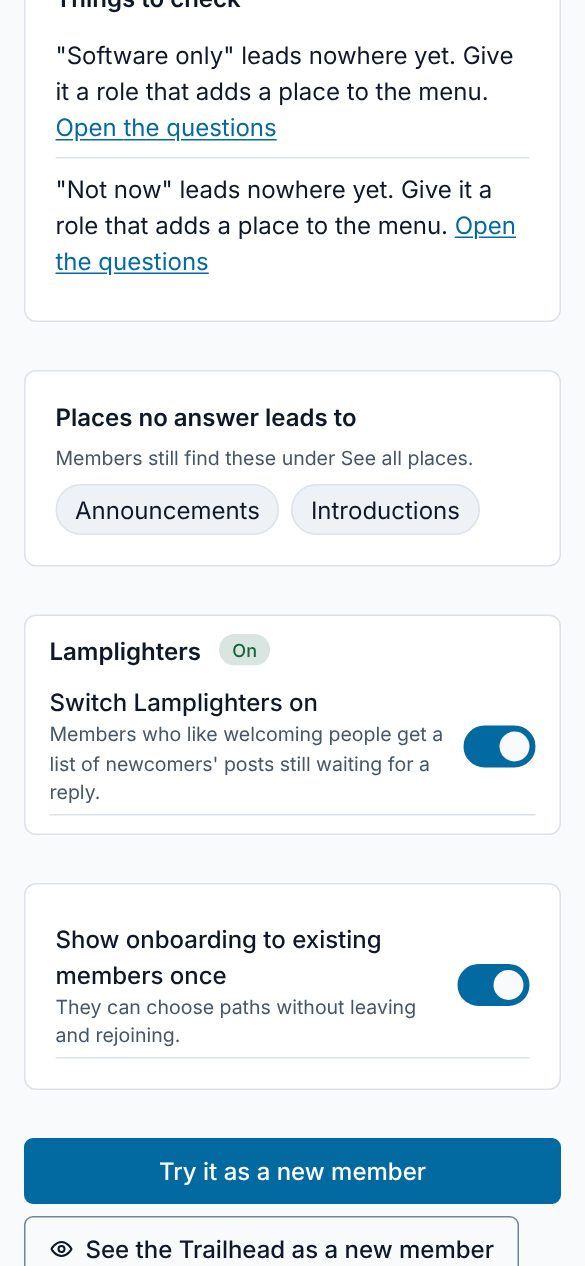 Things to check
"Software only" leads nowhere yet. Give
it a role that adds a place to the menu.
Open the questions
"Not now" leads nowhere yet. Give it a
role that adds a place to the menu. Open
the questions
Places no answer leads to
Members still find these under See all places.
Announcements
Introductions
Lamplighters
On
Switch Lamplighters on
Members who like welcoming people get a
list of newcomers' posts still waiting for a
reply.
Show onboarding to existing
members once
They can choose paths without leaving
and rejoining.
Try it as a new member
See the Trailhead as a new member